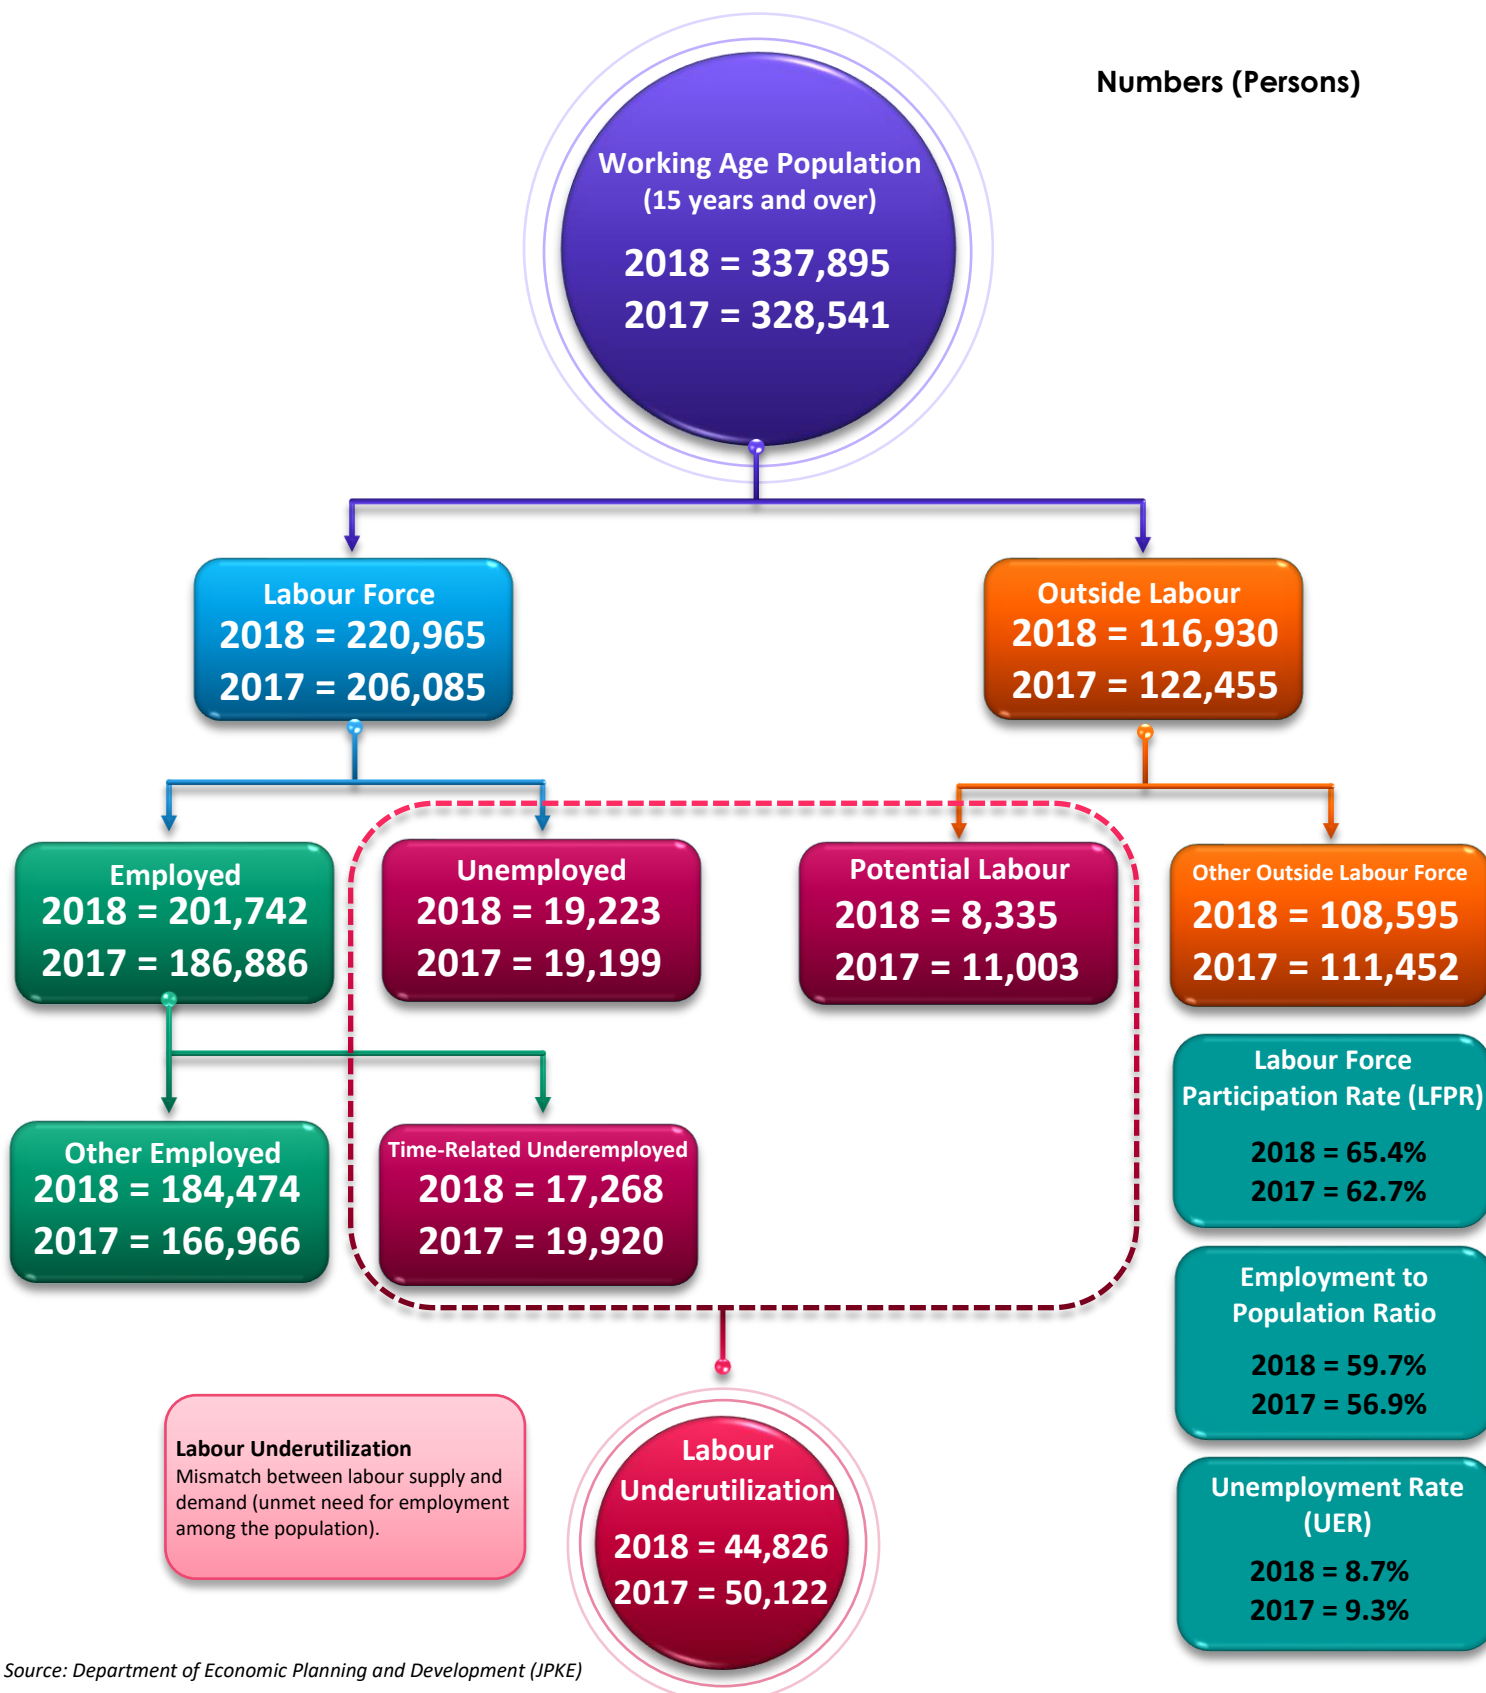 Numbers (Persons)
Working Age Population
(15 years and over)
2018 = 337,895
2017 = 328,541
Labour Force
2018 = 220,965
2017 = 206,085
Outside Labour
2018 = 116,930
2017 = 122,455
Employed
2018 = 201,742
2017 = 186,886
Unemployed
2018 = 19,223
2017 = 19,199
Potential Labour
2018 = 8,335
2017 = 11,003
Other Outside Labour Force
2018 = 108,595
2017 = 111,452
Other Employed
2018 = 184,474
2017 = 166,966
Time-Related Underemployed
2018 = 17,268
2017 = 19,920
Labour Force
Participation Rate (LFPR)
2018 = 65.4%
2017 = 62.7%
Employment to
Population Ratio
2018 = 59.7%
2017 = 56.9%
Unemployment Rate
(UER)
2018 = 8.7%
2017 = 9.3%
Labour Underutilization
Mismatch between labour supply and
demand (unmet need for employment
among the population).
Labour
Underutilization
2018 = 44,826
2017 = 50,122
Source: Department of Economic Planning and Development (JPKE)